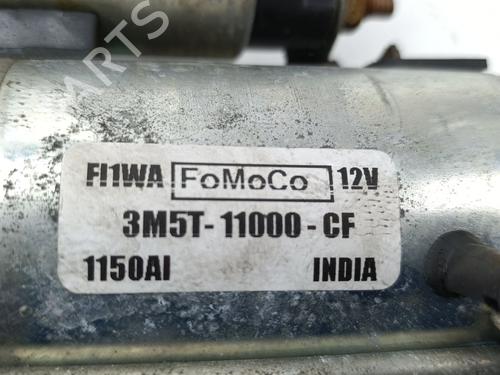 FI1WA FoMoCo 12V
3M5T-11000-CF
1150AI INDIA